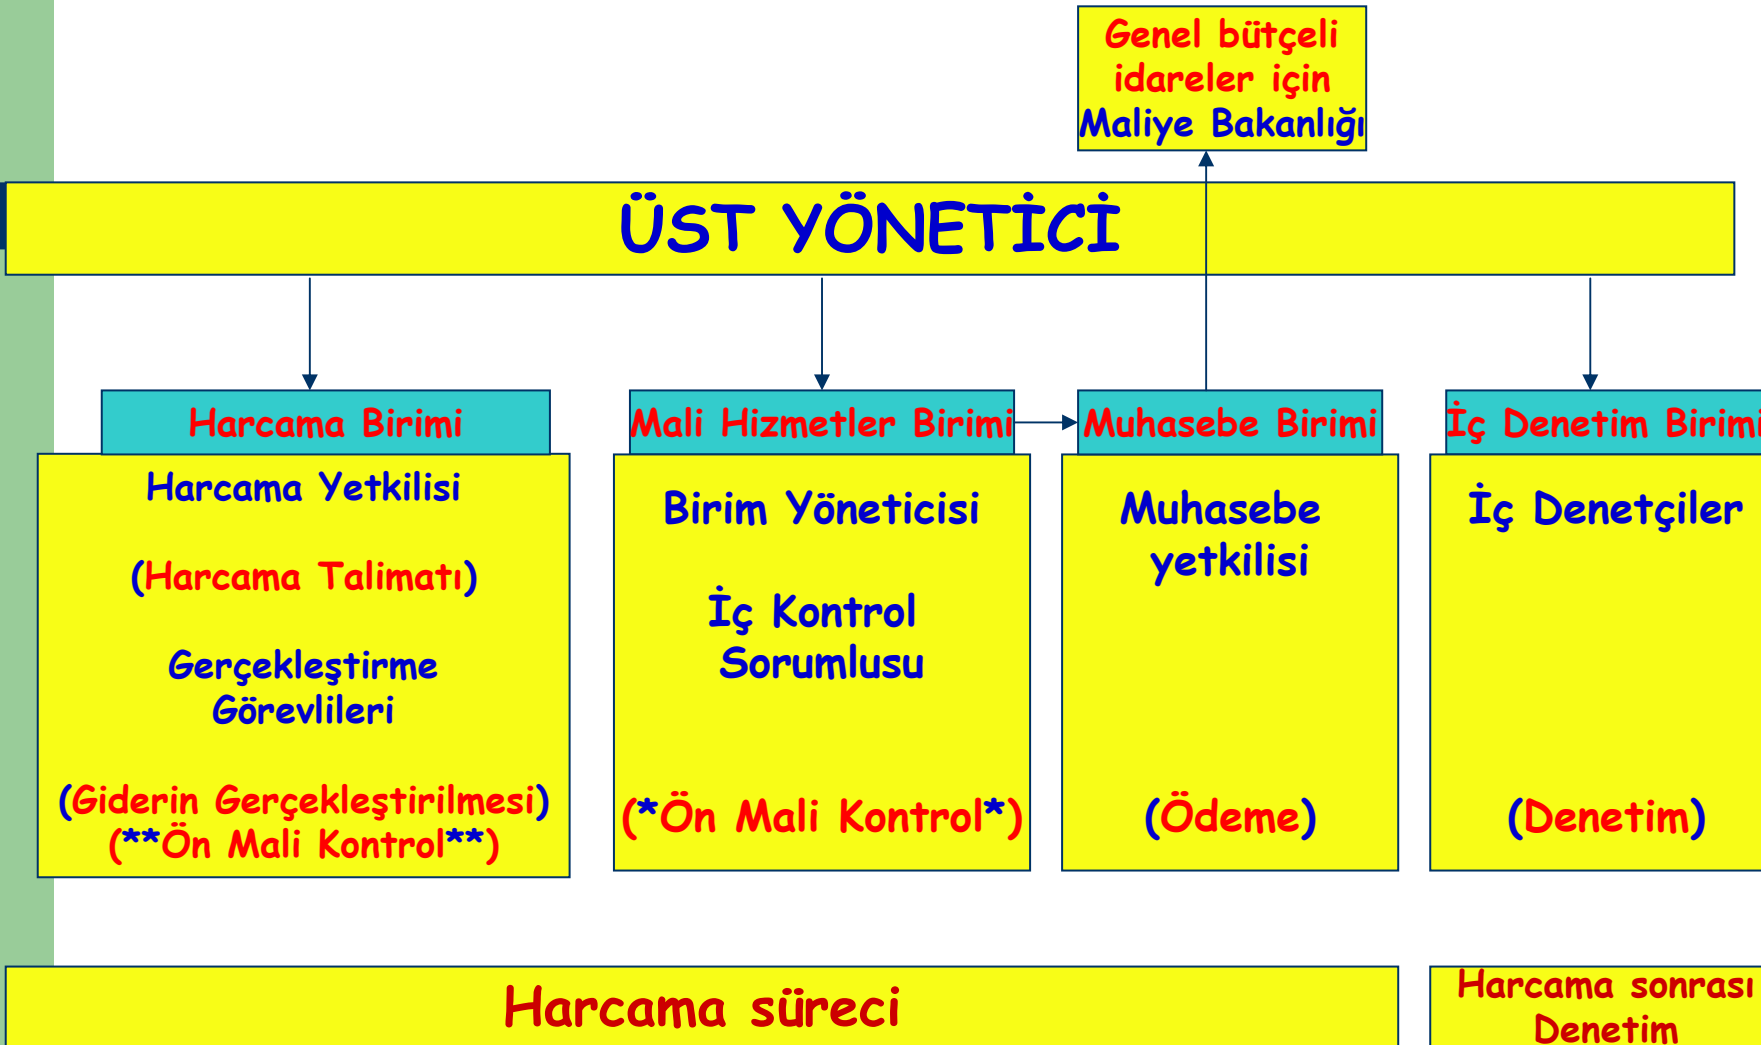 Genel bütçeli
idareler için
Maliye Bakanlığı
ÜST YÖNETİCİ
Harcama Birimi
Harcama Yetkilisi
(Harcama Talimatı)
Gerçekleştirme
Görevlileri
(Giderin Gerçekleştirilmesi)
(**Ön Mali Kontrol**)
Mali Hizmetler Birimi
Birim Yöneticisi
İç Kontrol
Sorumlusu
(*Ön Mali Kontrol*)
Muhasebe Birimi
Muhasebe
yetkilisi
(Ödeme)
İç Denetim Birimi
İç Denetçiler
(Denetim)
Harcama süreci
Harcama sonrası
Denetim